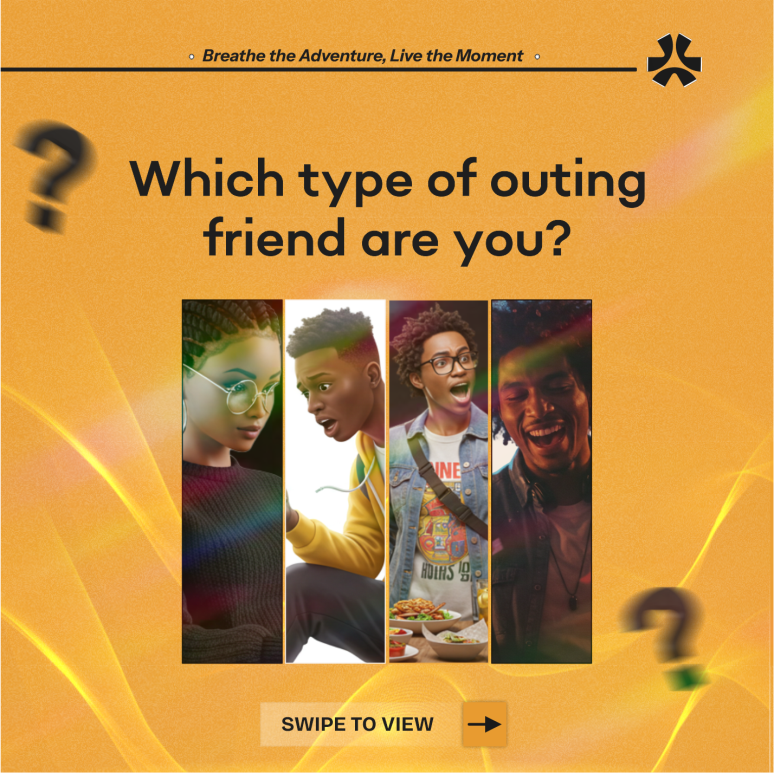 Breathe the Adventure, Live the Moment
Which type of outing
friend are you?
SWIPE TO VIEW